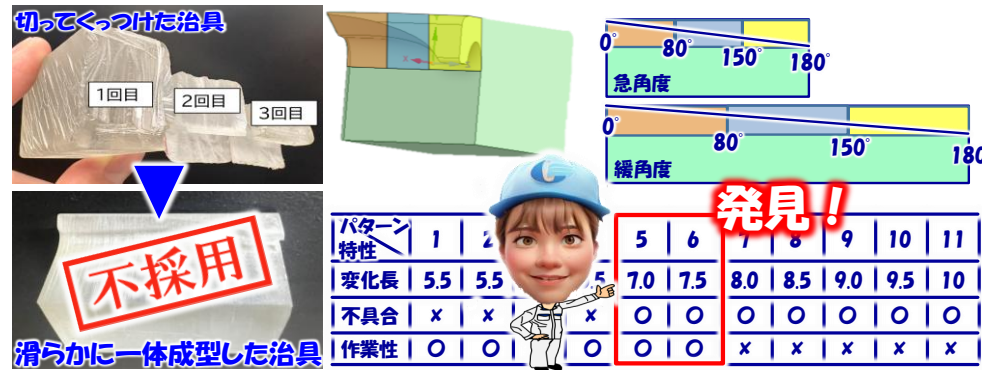 切ってくっつけた治具
1回目
2回目
3回目
不採用
滑らかに一体成型した治具
0°
80°
150°
180°
急角度
0°
80°
150°
180
緩角度
発見！
パターン 特性 1 2 5 6 7 8 9 10 11
変化長 5.5 5.5 .5 7.0 7.5 8.0 8.5 9.0 9.5 10
不具合 × × × ○ ○ ○ ○ ○ ○ ○
作業性 ○ ○ ○ ○ ○ × × × × ×